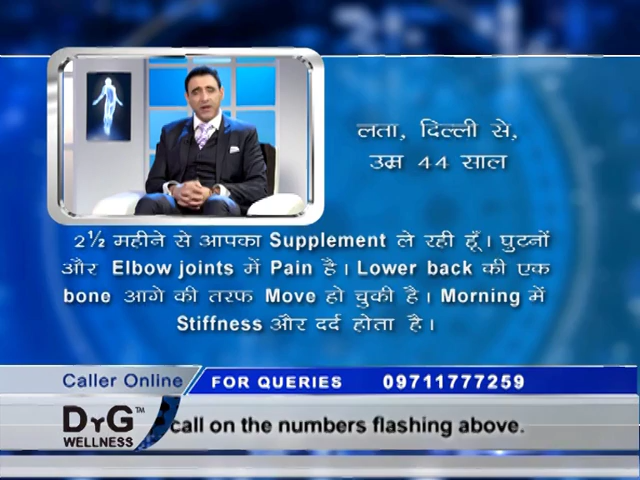 लता, दिल्ली से,
उम्र 44 साल
2½ महीने से आपका Supplement ले रही हूँ। घुटनों
और Elbow joints में Pain है। Lower back की एक
bone आगे की तरफ Move हो चुकी है। Morning में
Stiffness और दर्द होता है।
Caller Online
FOR QUERIES 09711777259
DrG™
WELLNESS
call on the numbers flashing above.